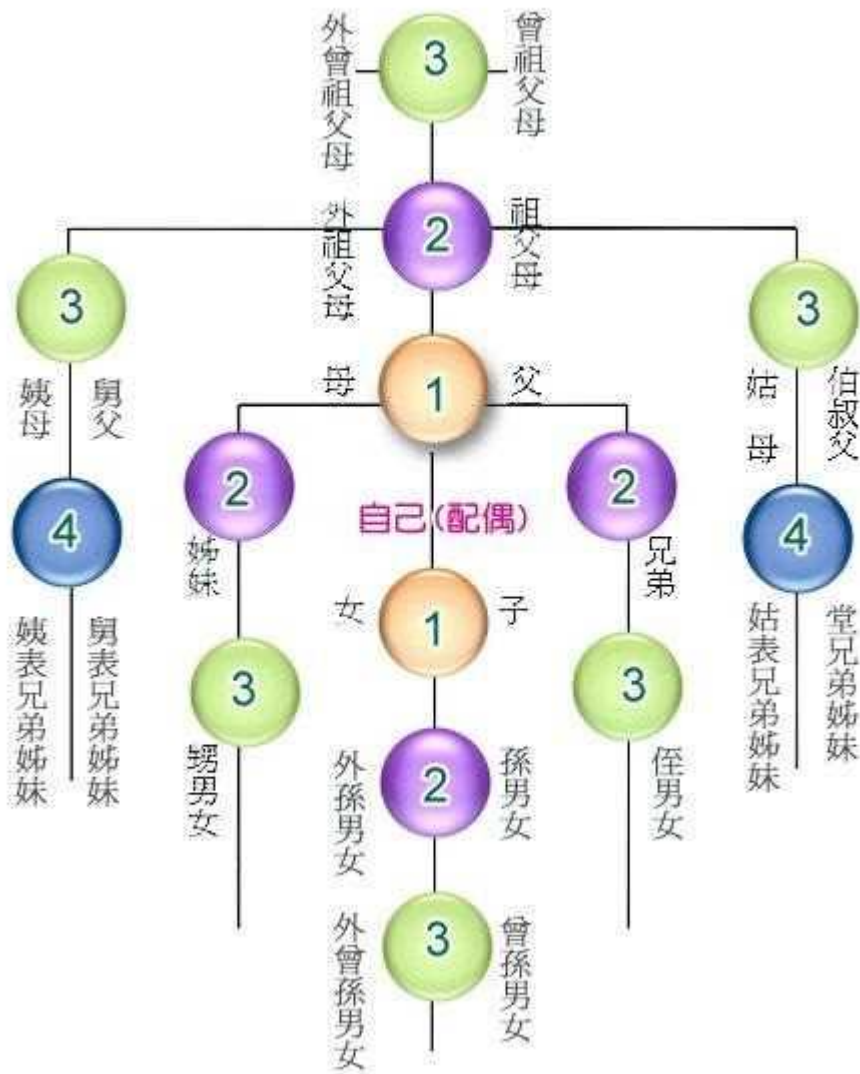 外曾祖父母
3
曾祖父母
外祖父母
2
祖父母
3
3
姨母
舅父
母
1
父
姑母
伯叔父
4
2
自己(配偶)
2
4
姊妹
兄弟
女
1
子
姨表兄弟姊妹
舅表兄弟姊妹
姑表兄弟姊妹
堂兄弟姊妹
3
3
甥男女
姪男女
外孫男女
2
孫男女
外曾孫男女
3
曾孫男女